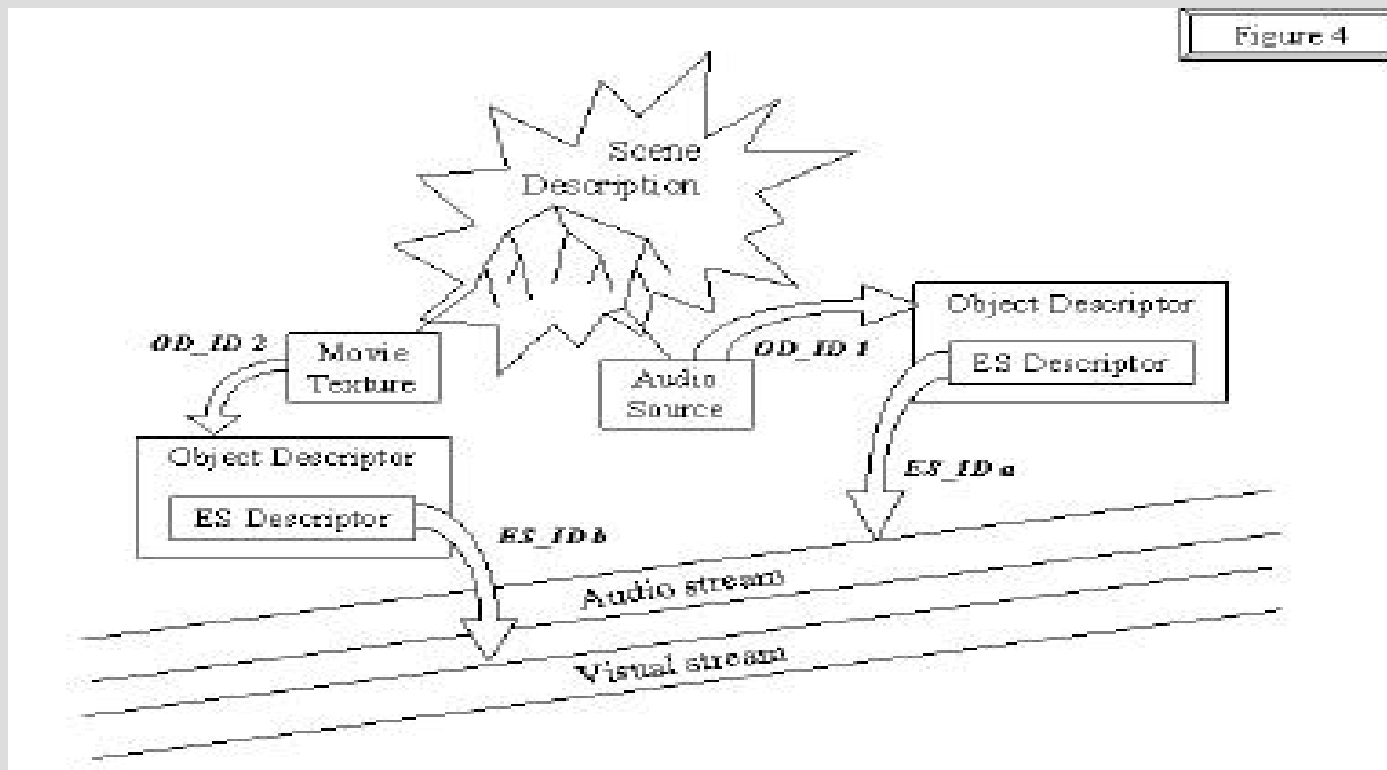 Figure 4
Scene
Description
OD_ID 2
Movie
Texture
Audio
Source
OD_ID 1
Object Descriptor
ES Descriptor
Object Descriptor
ES Descriptor
ES_ID a
ES_ID b
Audio stream
Visual stream